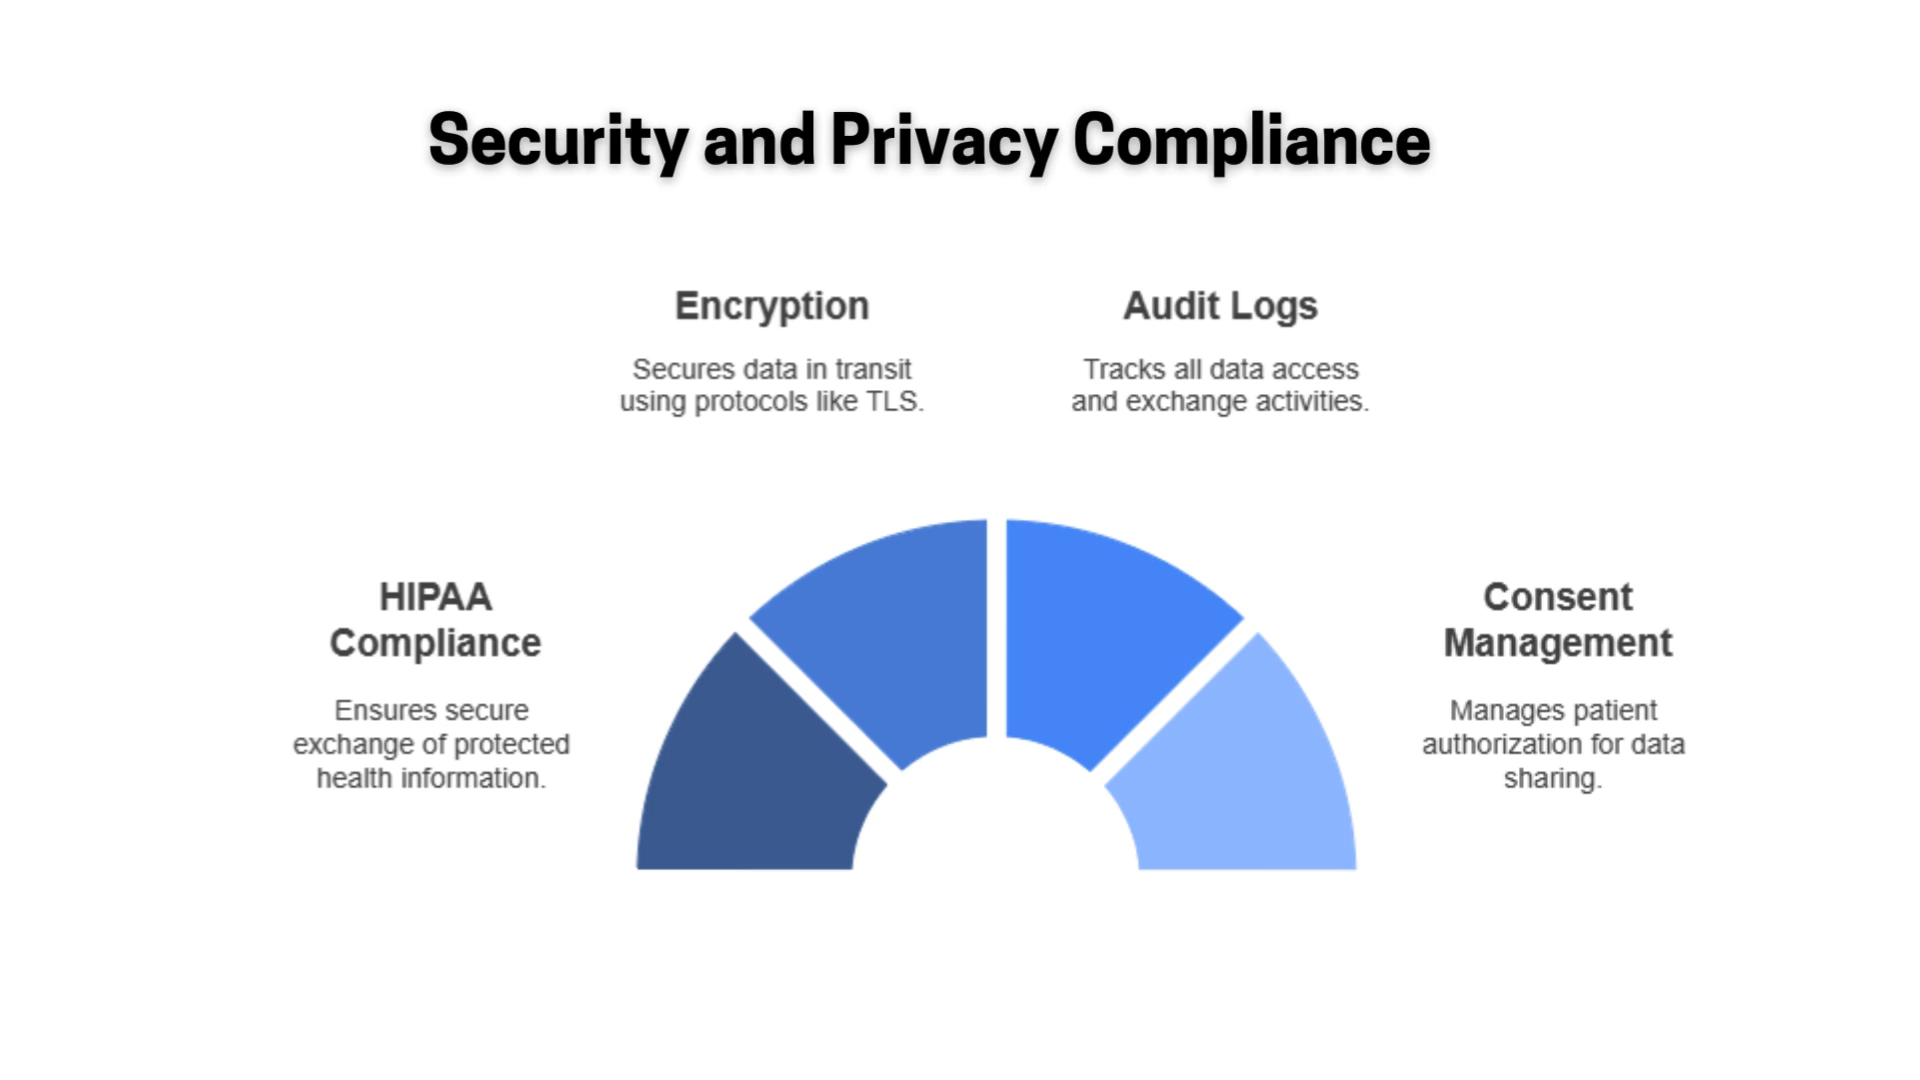 Security and Privacy Compliance
Encryption
Secures data in transit
using protocols like TLS.
Audit Logs
Tracks all data access
and exchange activities.
HIPAA
Compliance
Ensures secure
exchange of protected
health information.
Consent
Management
Manages patient
authorization for data
sharing.